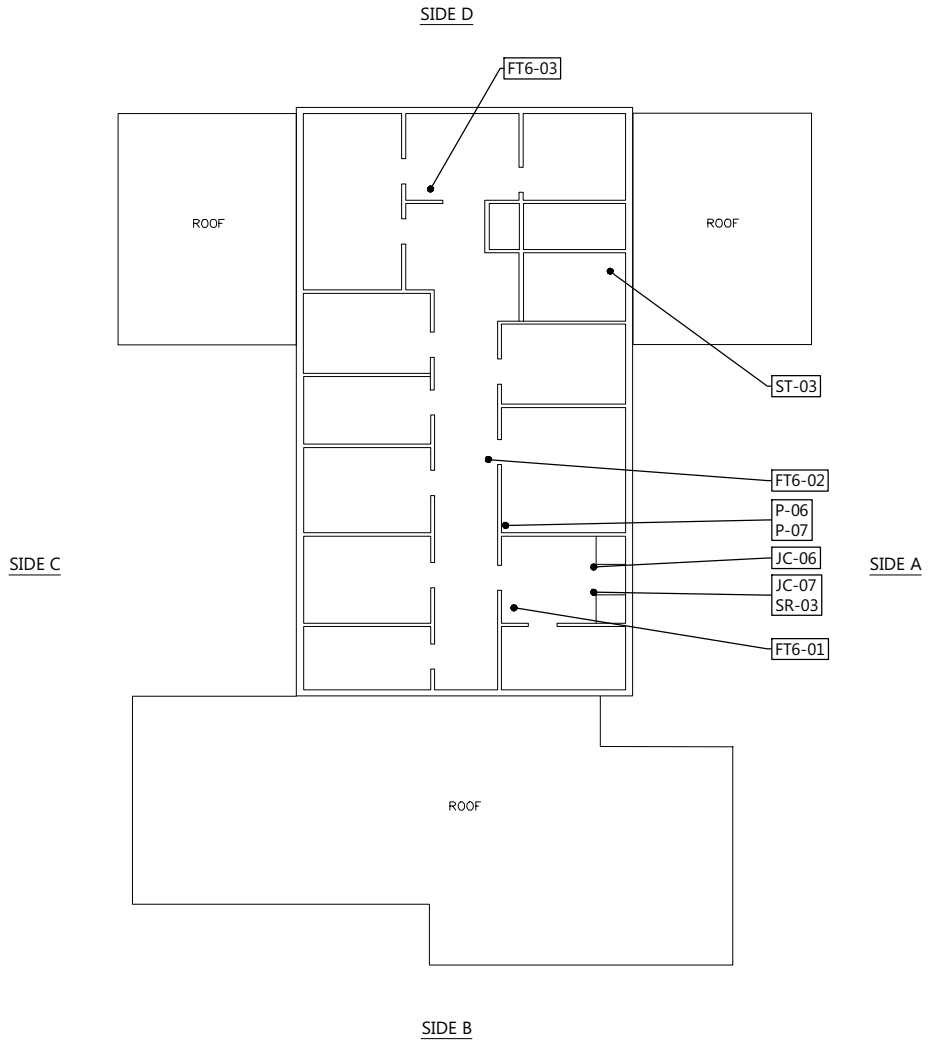 SIDE D
FT6-03
ROOF
ROOF
ST-03
FT6-02
P-06
P-07
JC-06
SIDE C
SIDE A
JC-07
SR-03
FT6-01
ROOF
SIDE B